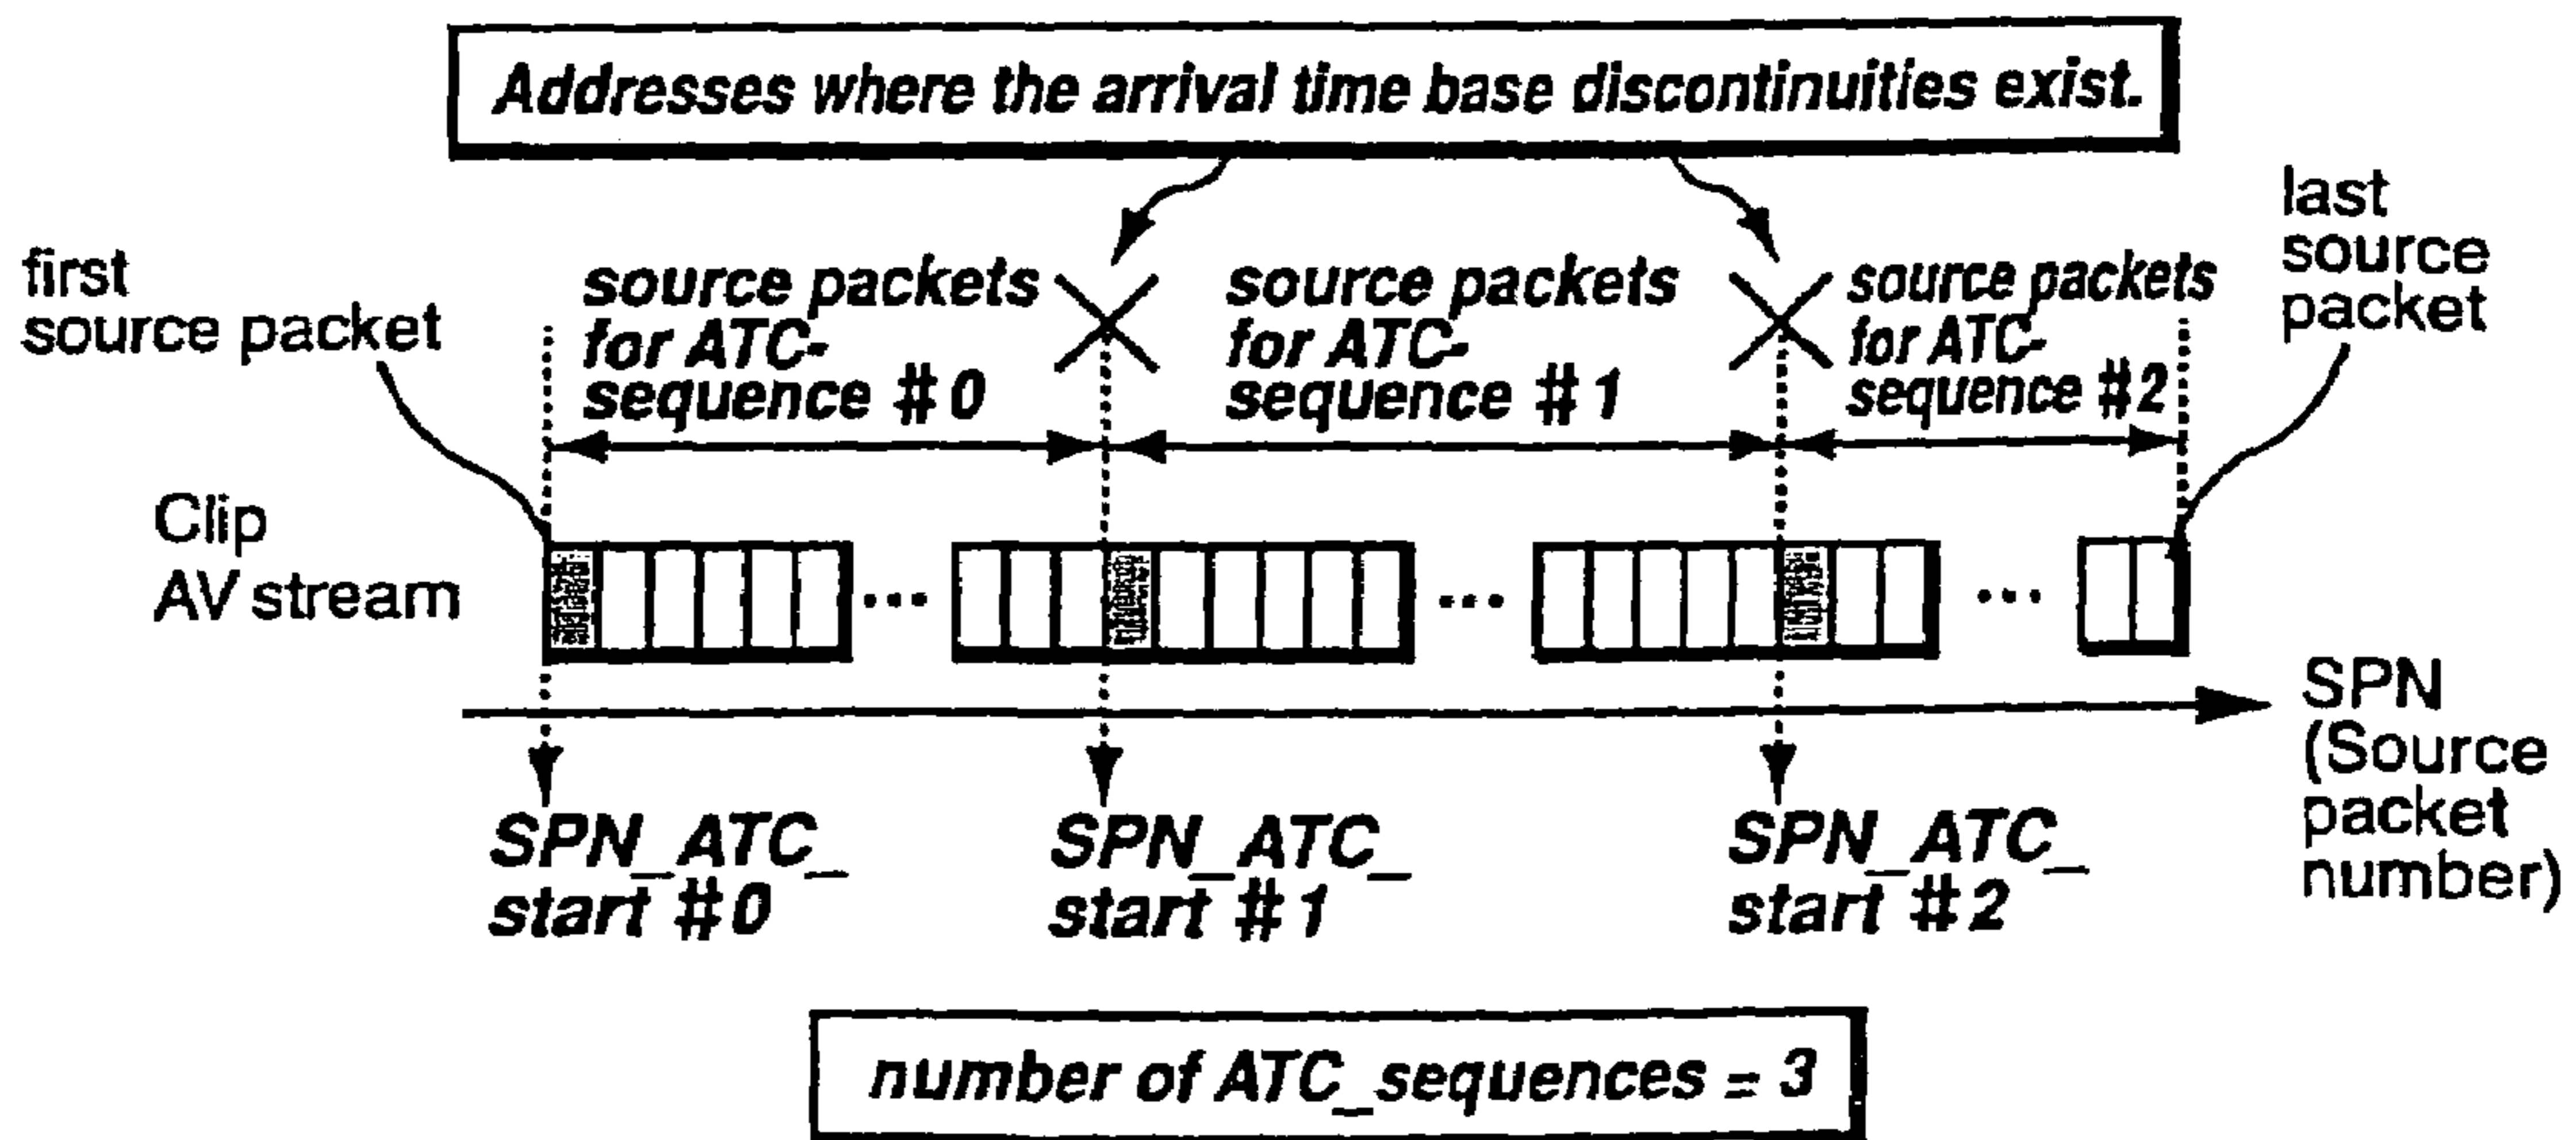 Addresses where the arrival time base discontinuities exist.
first
source packet
source packets
for ATC-
sequence #0
source packets
for ATC-
sequence #1
source packets
for ATC-
sequence #2
last
source
packet
Clip
AV stream
...
...
...
SPN
(Source
packet
number)
SPN_ATC_
start #0
SPN_ATC_
start #1
SPN_ATC_
start #2
number of ATC_sequences = 3